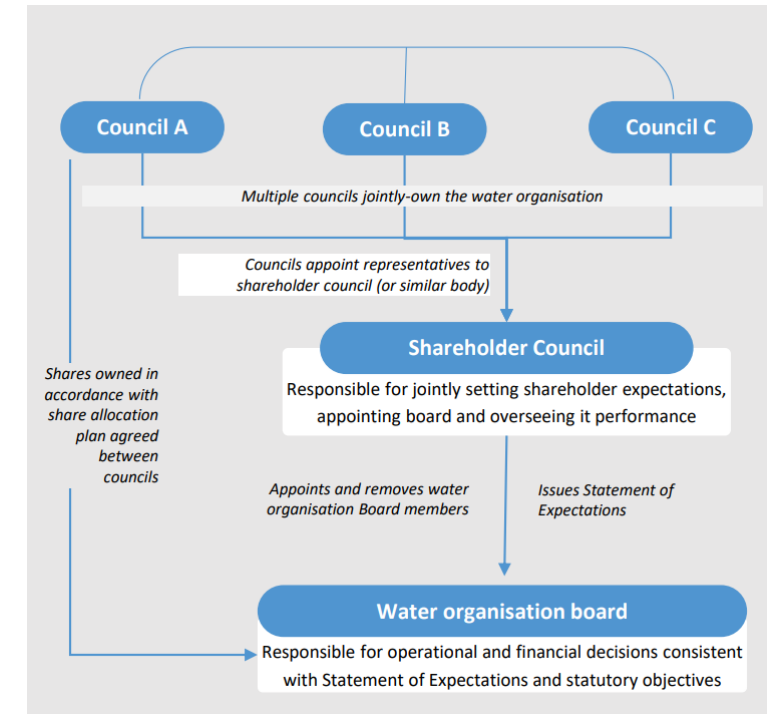 Council A
Council B
Council C
Multiple councils jointly-own the water organisation
Councils appoint representatives to
shareholder council (or similar body)
Shareholder Council
Responsible for jointly setting shareholder expectations,
appointing board and overseeing it performance
Shares owned in
accordance with
share allocation
plan agreed
between
councils
Appoints and removes water
organisation Board members
Issues Statement of
Expectations
Water organisation board
Responsible for operational and financial decisions consistent
with Statement of Expectations and statutory objectives